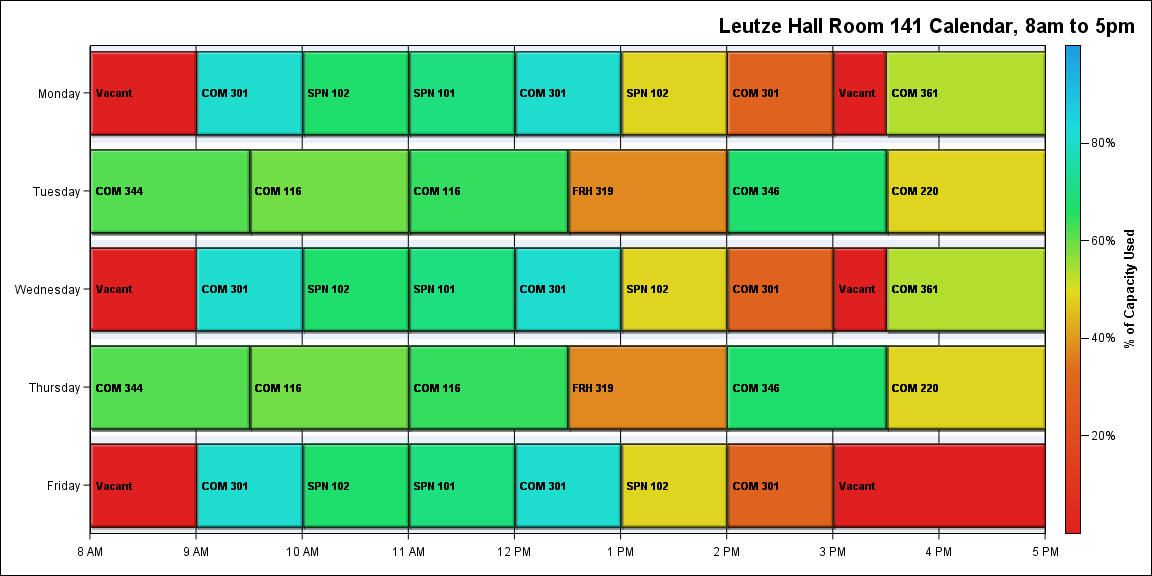 Leutze Hall Room 141 Calendar, 8am to 5pm
Monday
Vacant
COM 301
SPN 102
SPN 101
COM 301
SPN 102
COM 301
Vacant
COM 361
Tuesday
COM 344
COM 116
COM 116
FRH 319
COM 346
COM 220
Wednesday
Vacant
COM 301
SPN 102
SPN 101
COM 301
SPN 102
COM 301
Vacant
COM 361
Thursday
COM 344
COM 116
COM 116
FRH 319
COM 346
COM 220
Friday
Vacant
COM 301
SPN 102
SPN 101
COM 301
SPN 102
COM 301
Vacant
8 AM
9 AM
10 AM
11 AM
12 PM
1 PM
2 PM
3 PM
4 PM
5 PM
80%
60%
40%
20%
% of Capacity Used